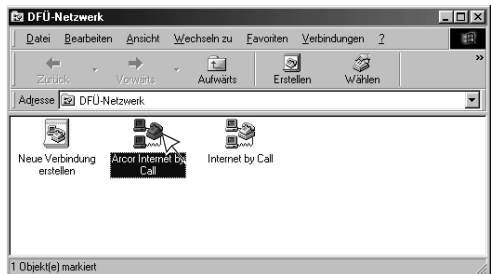 DFÜ-Netzwerk
Datei Bearbeiten Ansicht Wechseln zu Favoriten Verbindungen ?
Zurück Vorwärts Aufwärts Erstellen Wählen »
Adresse DFÜ-Netzwerk
Neue Verbindung Arcor Internet by Internet by Call
erstellen Call
1 Objekt(e) markiert